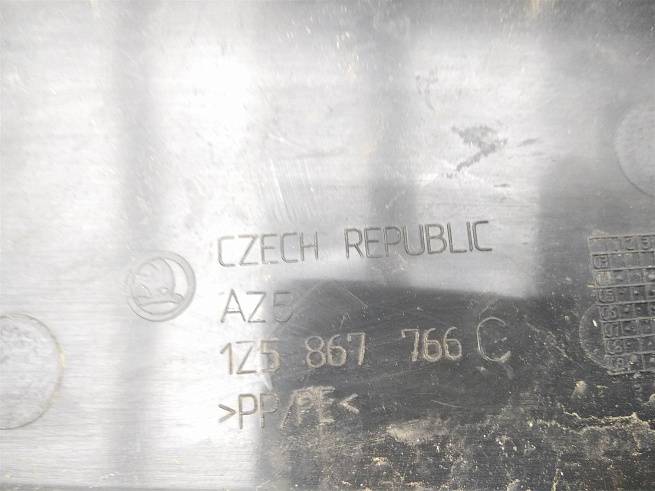 CZECH REPUBLIC
AZ5
1Z5 867 766 C
>PP/PE<